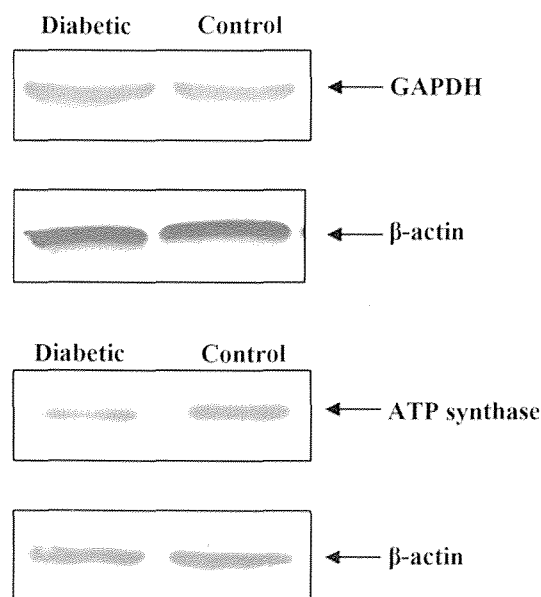 Diabetic Control
GAPDH
β-actin
Diabetic Control
ATP synthase
β-actin